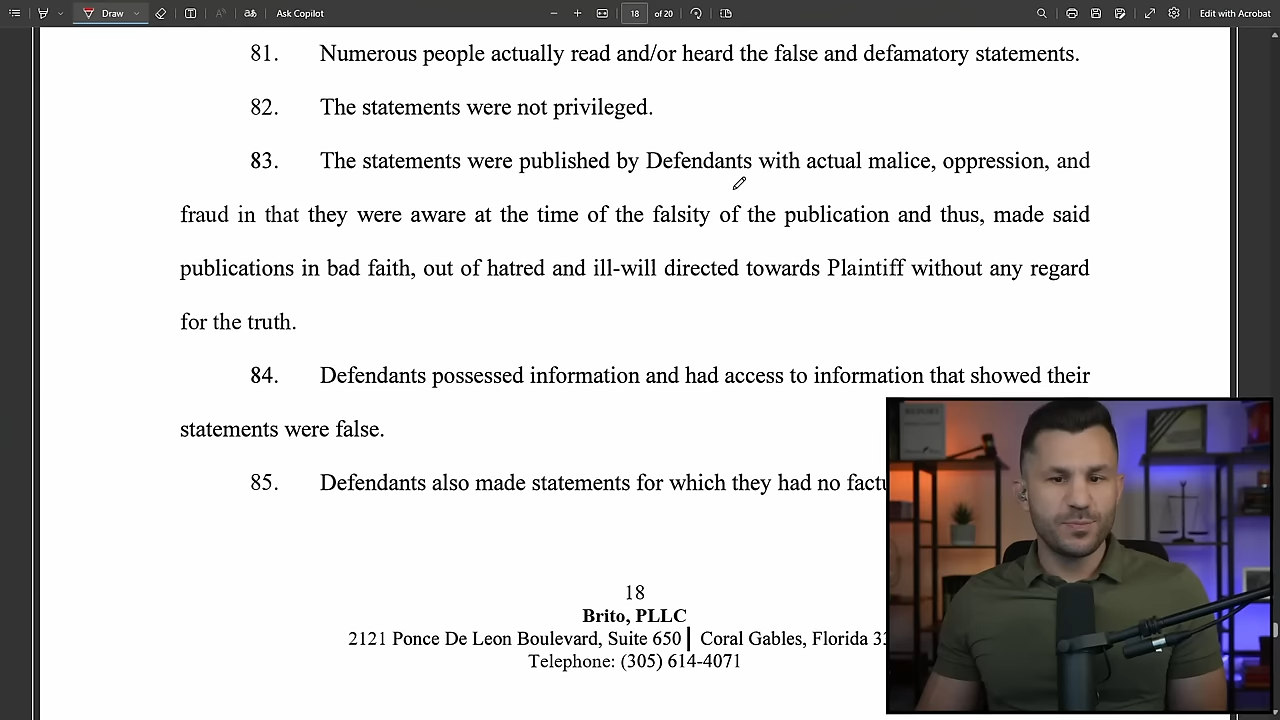 Draw
Ask Copilot
18 of 20
Edit with Acrobat
81. Numerous people actually read and/or heard the false and defamatory statements.
82. The statements were not privileged.
83. The statements were published by Defendants with actual malice, oppression, and
fraud in that they were aware at the time of the falsity of the publication and thus, made said
publications in bad faith, out of hatred and ill-will directed towards Plaintiff without any regard
for the truth.
84. Defendants possessed information and had access to information that showed their
statements were false.
85. Defendants also made statements for which they had no factu
18
Brito, PLLC
2121 Ponce De Leon Boulevard, Suite 650| Coral Gables, Florida 33
Telephone: (305) 614-4071